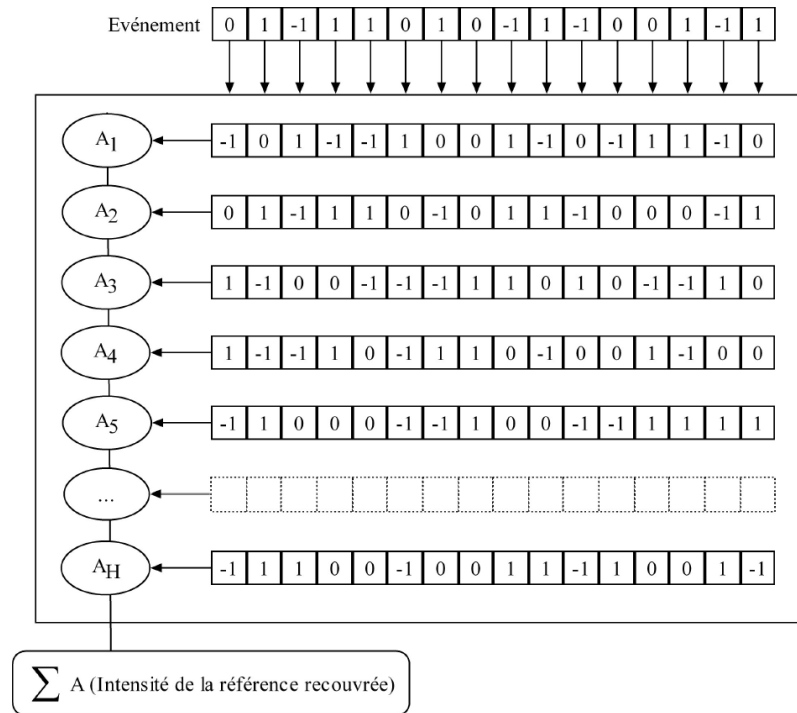 Evénement 0 1 -1 1 1 0 1 0 -1 1 -1 0 0 1 -1 1
A1 -1 0 1 -1 -1 1 0 0 1 -1 0 -1 1 1 -1 0
A2 0 1 -1 1 1 0 -1 0 1 1 -1 0 0 0 -1 1
A3 1 -1 0 0 -1 -1 -1 1 1 0 1 0 -1 -1 1 0
A4 1 -1 -1 1 0 -1 1 1 0 -1 0 0 1 -1 0 0
A5 -1 1 0 0 0 -1 -1 1 0 0 -1 -1 1 1 1 1
...
AH -1 1 1 0 0 -1 0 0 1 1 -1 1 0 0 1 -1
∑ A (Intensité de la référence recouvrée)